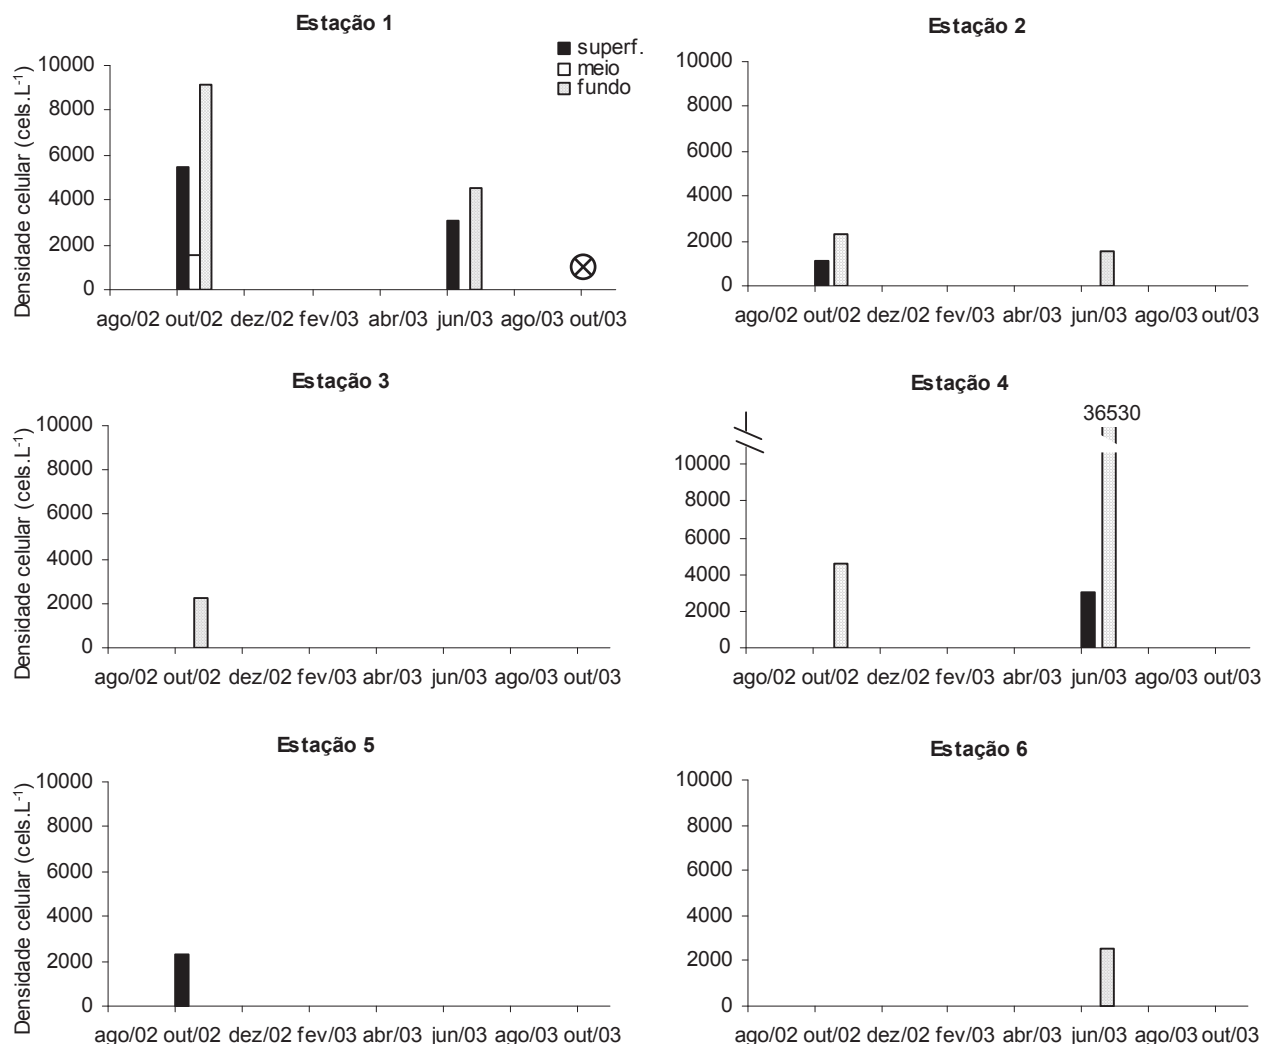 Estação 1
superf.
meio
fundo
Densidade celular (cels.L-1)
10000
8000
6000
4000
2000
0
ago/02 out/02 dez/02 fev/03 abr/03 jun/03 ago/03 out/03
Estação 2
10000
8000
6000
4000
2000
0
ago/02 out/02 dez/02 fev/03 abr/03 jun/03 ago/03 out/03
Estação 3
Densidade celular (cels.L-1)
10000
8000
6000
4000
2000
0
ago/02 out/02 dez/02 fev/03 abr/03 jun/03 ago/03 out/03
Estação 4
36530
10000
8000
6000
4000
2000
0
ago/02 out/02 dez/02 fev/03 abr/03 jun/03 ago/03 out/03
Estação 5
Densidade celular (cels.L-1)
10000
8000
6000
4000
2000
0
ago/02 out/02 dez/02 fev/03 abr/03 jun/03 ago/03 out/03
Estação 6
10000
8000
6000
4000
2000
0
ago/02 out/02 dez/02 fev/03 abr/03 jun/03 ago/03 out/03